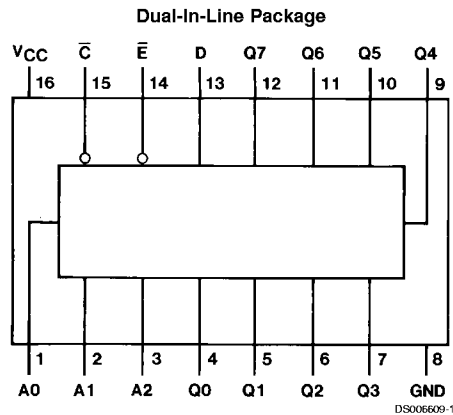 Dual-In-Line Package
VCC C̅ E̅ D Q7 Q6 Q5 Q4
16 15 14 13 12 11 10 9
1 2 3 4 5 6 7 8
A0 A1 A2 Q0 Q1 Q2 Q3 GND
DS006609-1